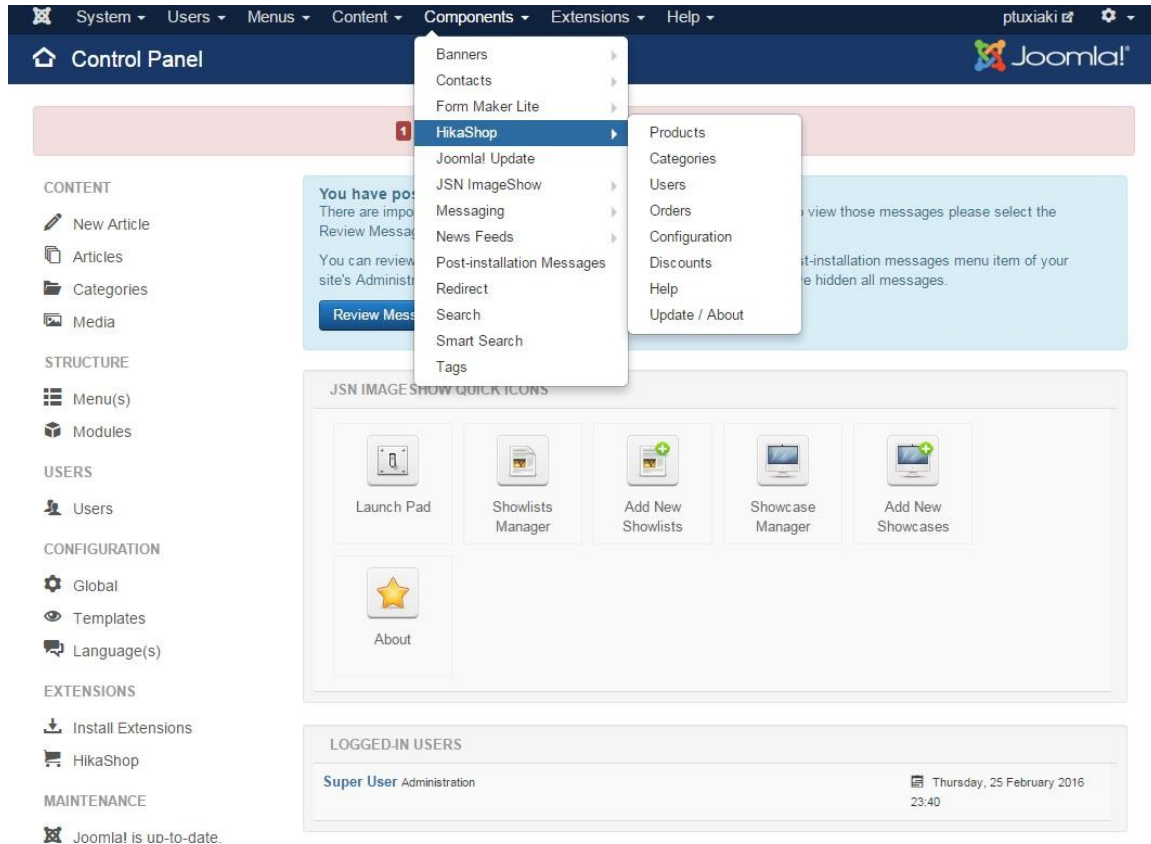 System Users Menus Content Components Extensions Help ptuxiaki
Control Panel Joomla!®
Banners
Contacts
Form Maker Lite
HikaShop
Joomla! Update
JSN ImageShow
Messaging
News Feeds
Post-installation Messages
Redirect
Search
Smart Search
Tags
Products
Categories
Users
Orders
Configuration
Discounts
Help
Update / About
1
CONTENT
New Article
Articles
Categories
Media
STRUCTURE
Menu(s)
Modules
USERS
Users
CONFIGURATION
Global
Templates
Language(s)
EXTENSIONS
Install Extensions
HikaShop
MAINTENANCE
Joomla! is up-to-date.
You have
There are view those messages please select the
Review
You can review installation messages menu item of your
site's hidden all messages.
Review
JSN IMAGESHOW QUICK ICONS
Launch Pad
Showlists
Manager
Add New
Showlists
Showcase
Manager
Add New
Showcases
About
LOGGED-IN USERS
Super User Administration Thursday, 25 February 2016
23:40